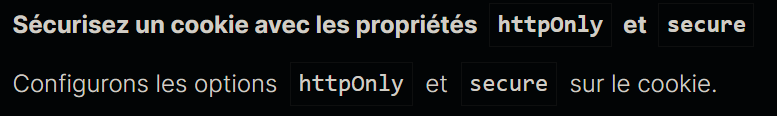 Sécurisez un cookie avec les propriétés httpOnly et secure
Configurons les options httpOnly et secure sur le cookie.